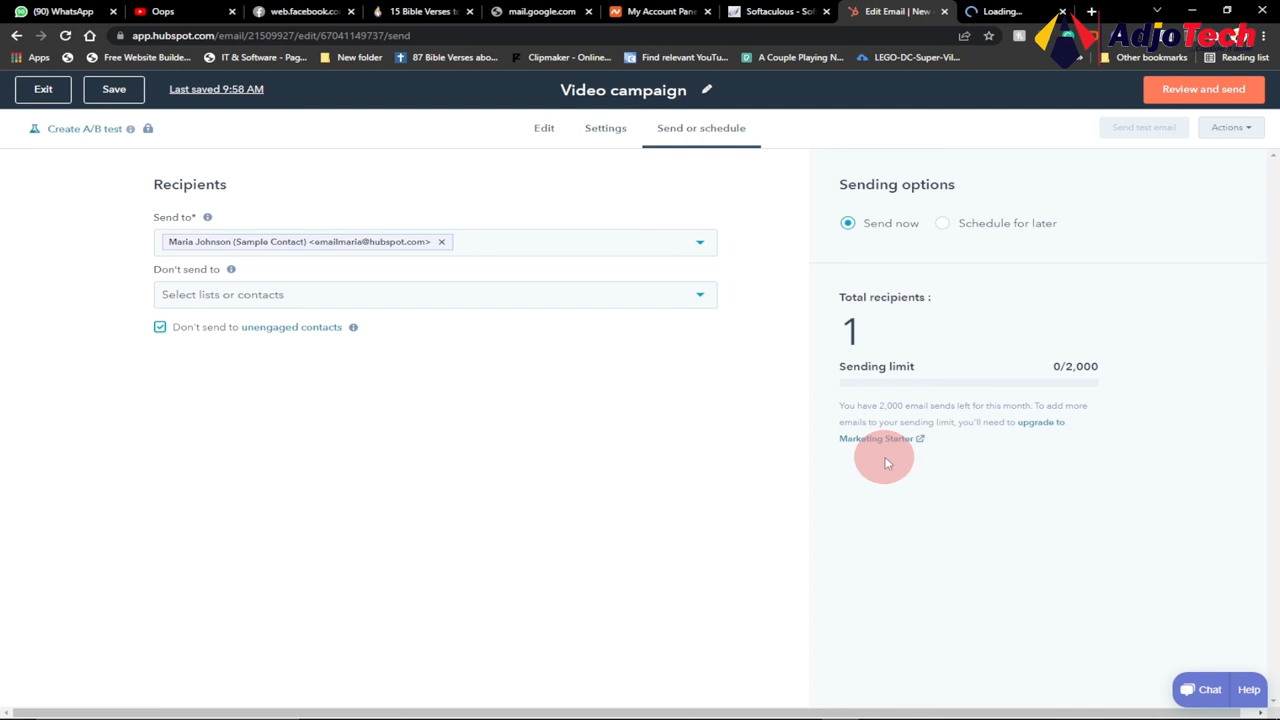 (90) WhatsApp
Oops
web.facebook.co
15 Bible Verses
mail.google.com
My Account Pane
Softaculous - Sof
Edit Email | New
Loading...
app.hubspot.com/email/21509927/edit/67041149737/send
AdjoTech
Apps
Free Website Builde...
IT & Software - Pag...
New folder
87 Bible Verses abo...
Clipmaker - Online...
Find relevant YouTu...
A Couple Playing N...
LEGO-DC-Super-Vil...
Other bookmarks
Reading list
Exit
Save
Last saved 9:58 AM
Video campaign
Review and send
Create A/B test
Edit
Settings
Send or schedule
Send test email
Actions
Recipients
Send to*
Maria Johnson (Sample Contact) <emailmaria@hubspot.com>
Don't send to
Select lists or contacts
Don't send to unengaged contacts
Sending options
Send now
Schedule for later
Total recipients :
1
Sending limit 0/2,000
You have 2,000 email sends left for this month. To add more
emails to your sending limit, you'll need to upgrade to
Marketing Starter
Chat
Help